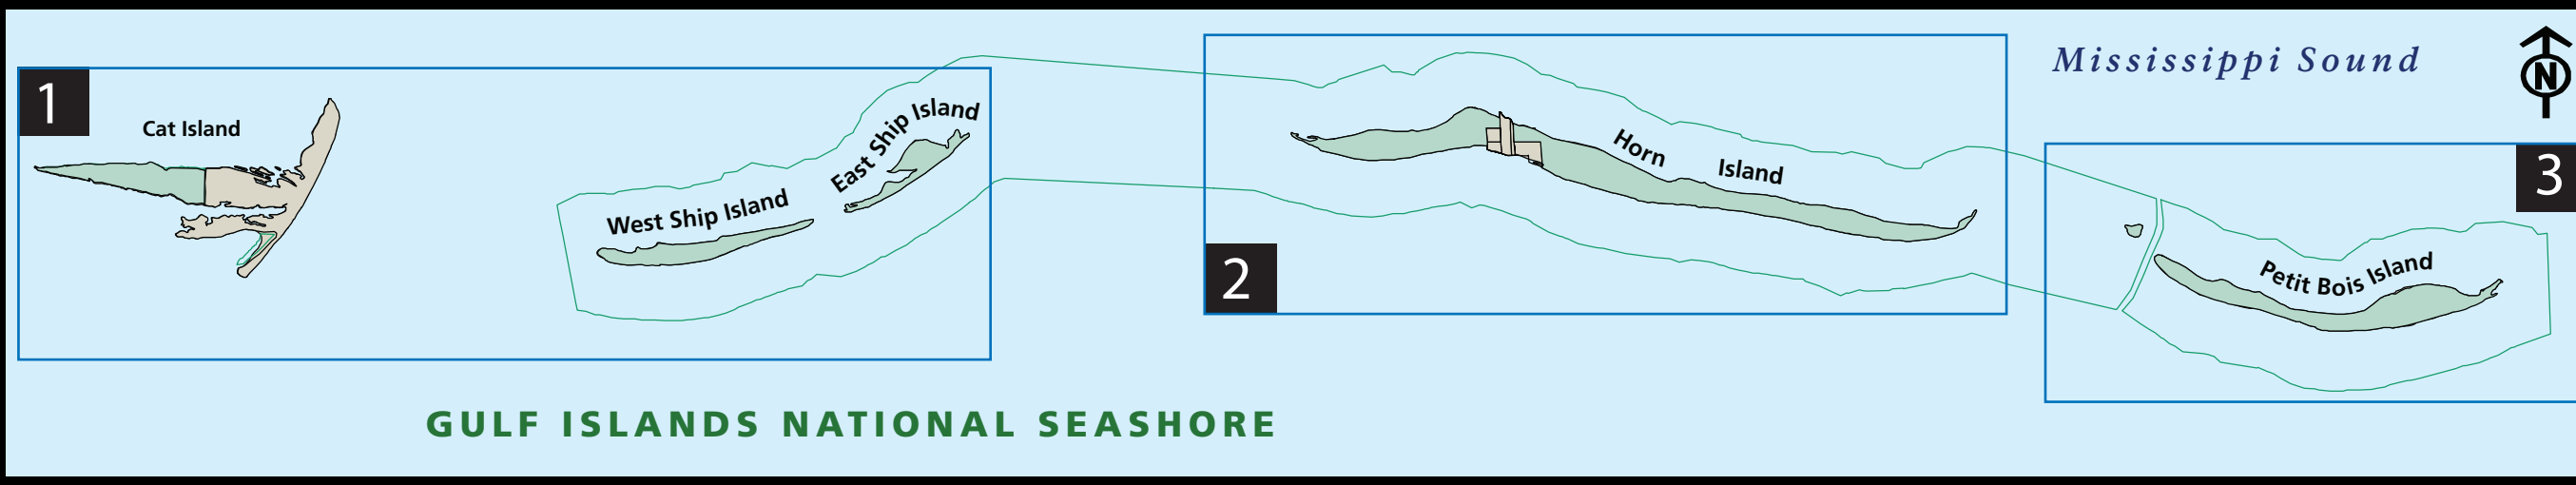 1
Cat Island
West Ship Island
East Ship Island
2
Horn Island
Mississippi Sound
N
3
Petit Bois Island
GULF ISLANDS NATIONAL SEASHORE